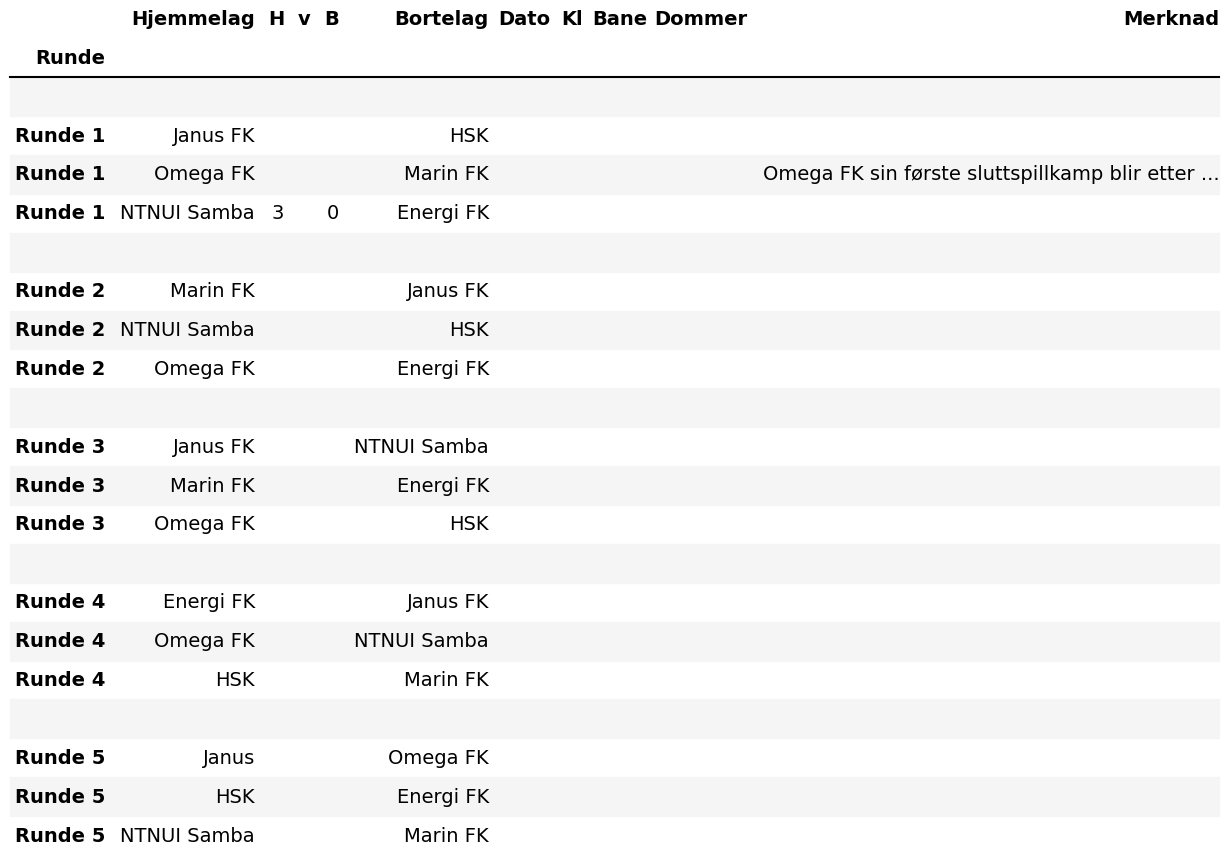 Hjemmelag H v B Bortelag Dato Kl Bane Dommer Merknad
Runde
Runde 1 Janus FK HSK
Runde 1 Omega FK Marin FK Omega FK sin første sluttspillkamp blir etter ...
Runde 1 NTNUI Samba 3 0 Energi FK
Runde 2 Marin FK Janus FK
Runde 2 NTNUI Samba HSK
Runde 2 Omega FK Energi FK
Runde 3 Janus FK NTNUI Samba
Runde 3 Marin FK Energi FK
Runde 3 Omega FK HSK
Runde 4 Energi FK Janus FK
Runde 4 Omega FK NTNUI Samba
Runde 4 HSK Marin FK
Runde 5 Janus Omega FK
Runde 5 HSK Energi FK
Runde 5 NTNUI Samba Marin FK